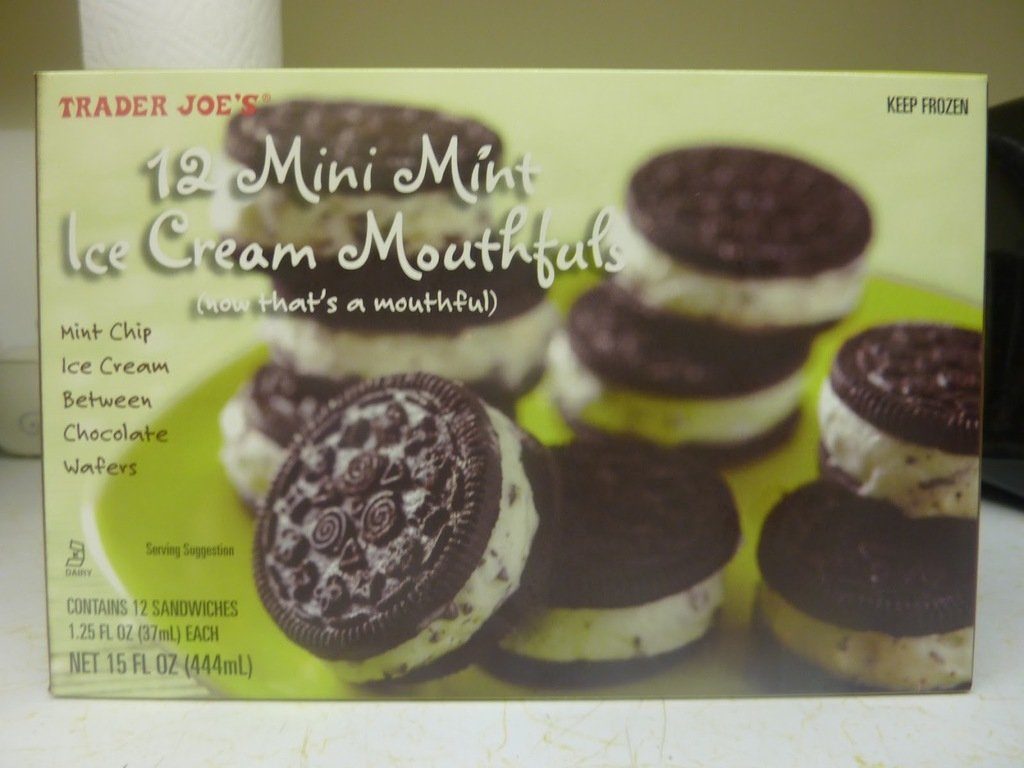 TRADER JOE'S®
KEEP FROZEN
12 Mini Mint
Ice Cream Mouthfuls
(now that's a mouthful)
Mint Chip
Ice Cream
Between
Chocolate
Wafers
Serving Suggestion
DAIRY
CONTAINS 12 SANDWICHES
1.25 FL OZ (37mL) EACH
NET 15 FL OZ (444mL)